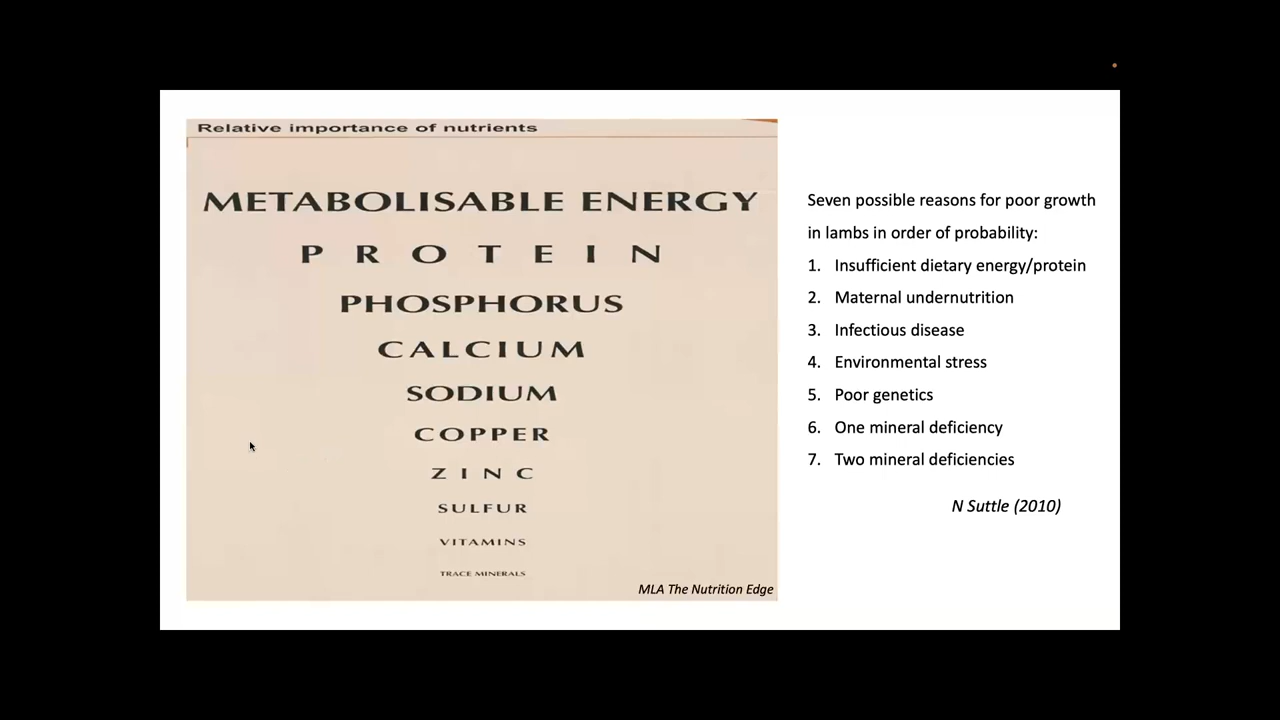 Relative importance of nutrients
METABOLISABLE ENERGY
PROTEIN
PHOSPHORUS
CALCIUM
SODIUM
COPPER
ZINC
SULFUR
VITAMINS
TRACE MINERALS
MLA The Nutrition Edge
Seven possible reasons for poor growth
in lambs in order of probability:
1. Insufficient dietary energy/protein
2. Maternal undernutrition
3. Infectious disease
4. Environmental stress
5. Poor genetics
6. One mineral deficiency
7. Two mineral deficiencies
N Suttle (2010)